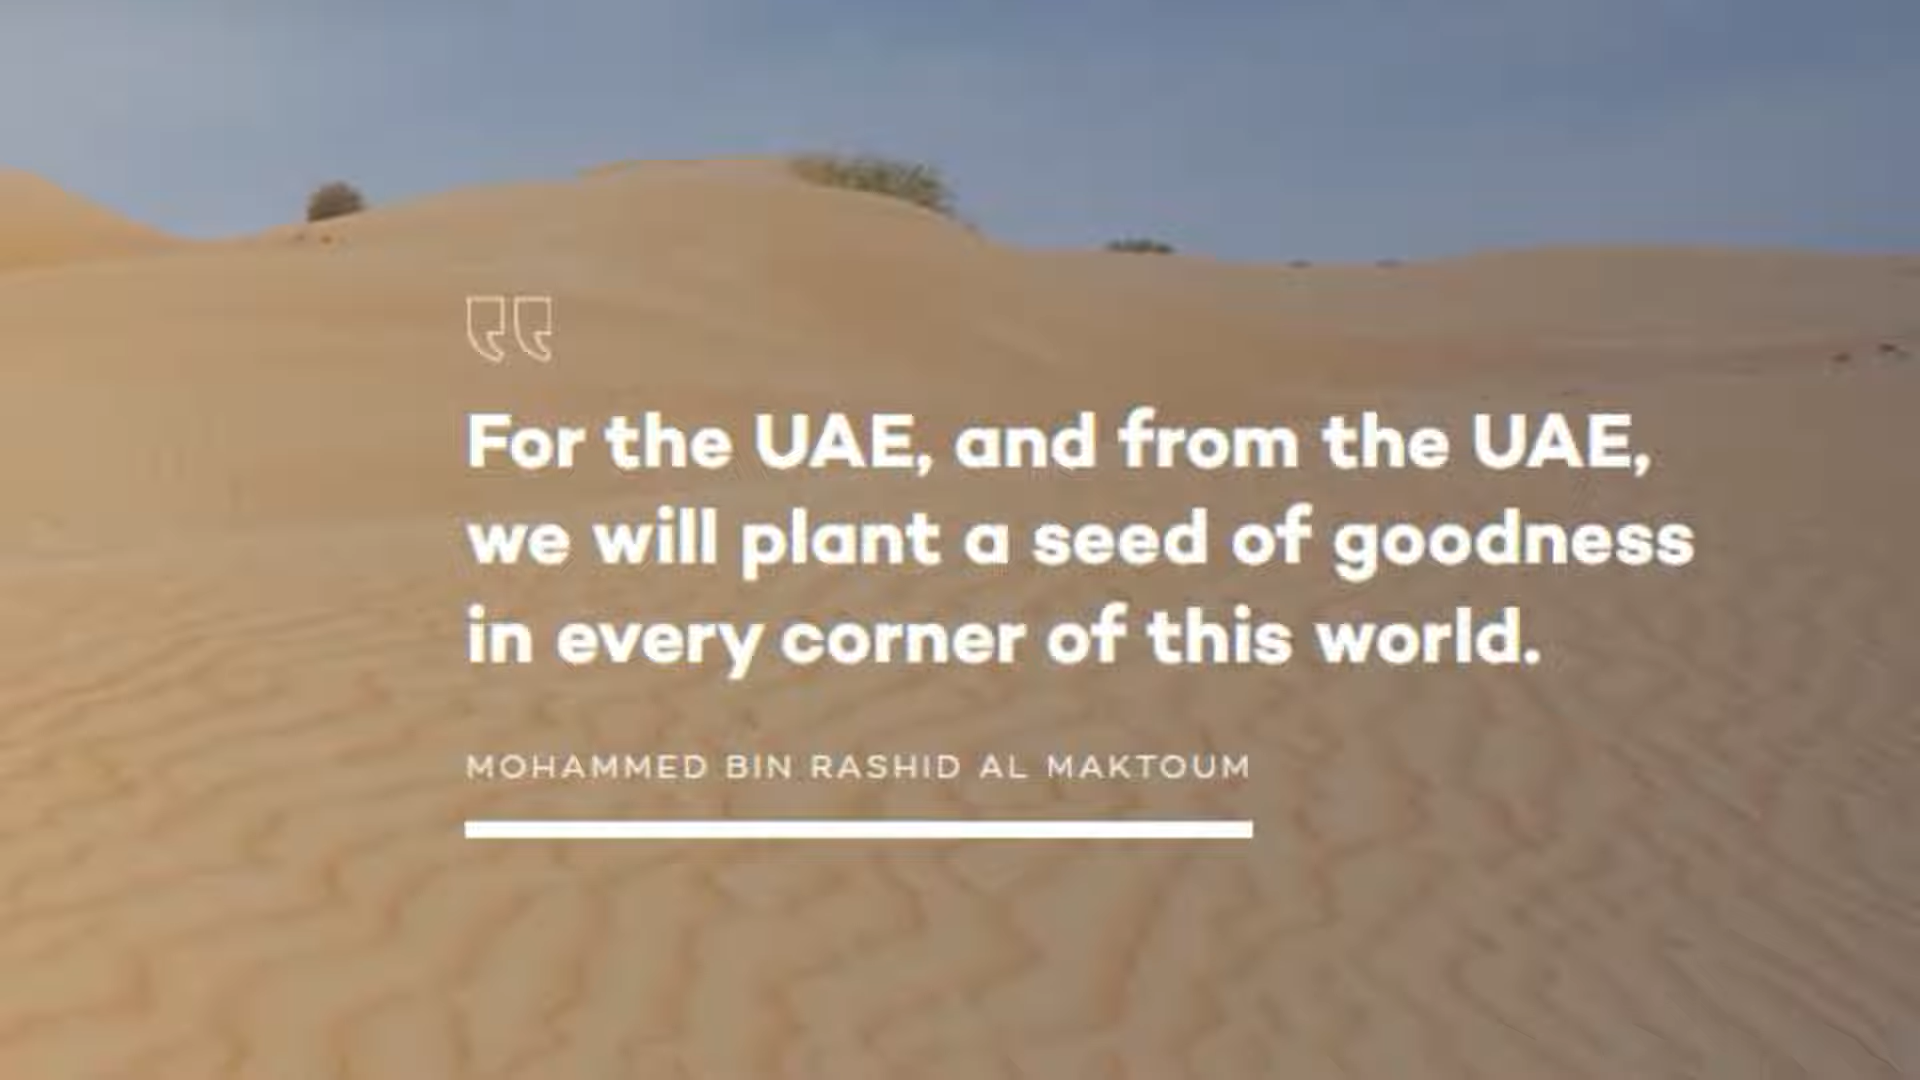 For the UAE, and from the UAE,
we will plant a seed of goodness
in every corner of this world.
MOHAMMED BIN RASHID AL MAKTOUM